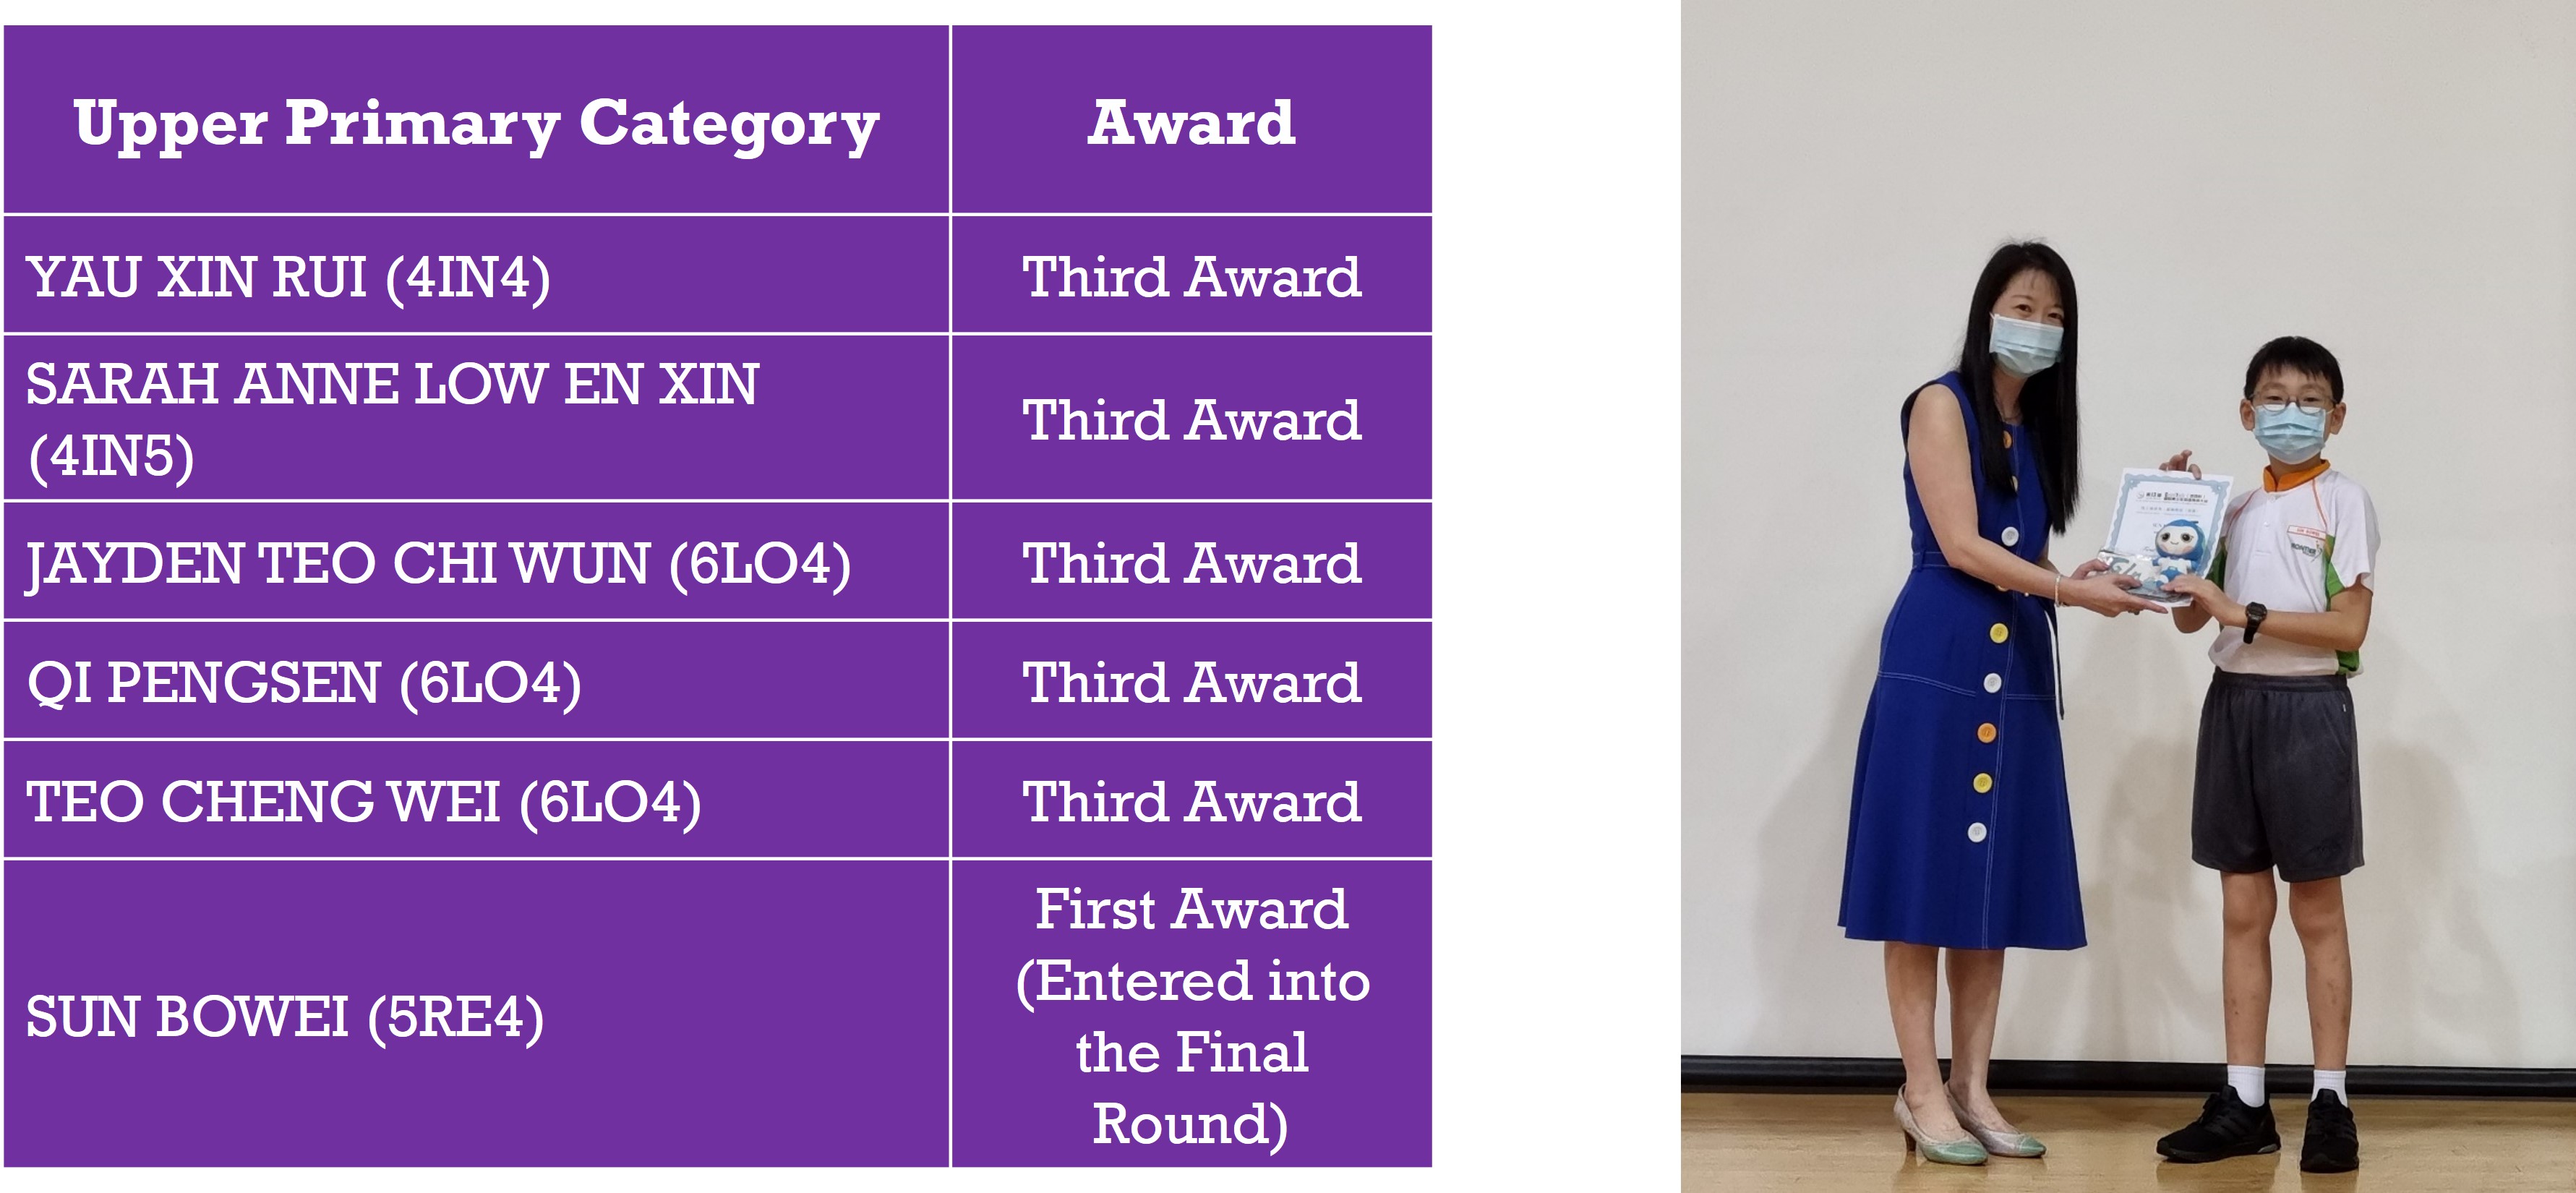 Upper Primary Category
Award
YAU XIN RUI (4IN4)
Third Award
SARAH ANNE LOW EN XIN
(4IN5)
Third Award
JAYDEN TEO CHI WUN (6LO4)
Third Award
QI PENGSEN (6LO4)
Third Award
TEO CHENG WEI (6LO4)
Third Award
SUN BOWEI (5RE4)
First Award
(Entered into
the Final
Round)